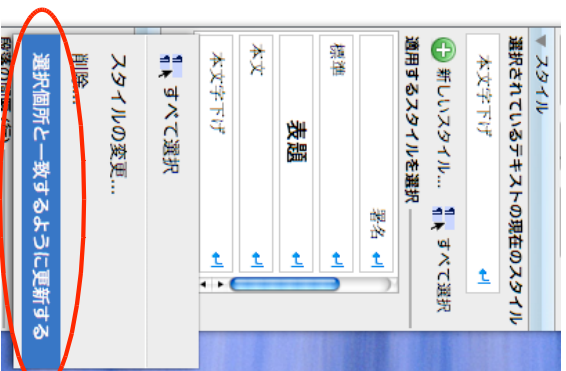 スタイル
選択されているテキストの現在のスタイル
本文字下げ
新しいスタイル... すべて選択
適用するスタイルを選択
署名
標準
表題
本文
本文字下げ
すべて選択
スタイルの変更...
削除...
選択個所と一致するように更新する